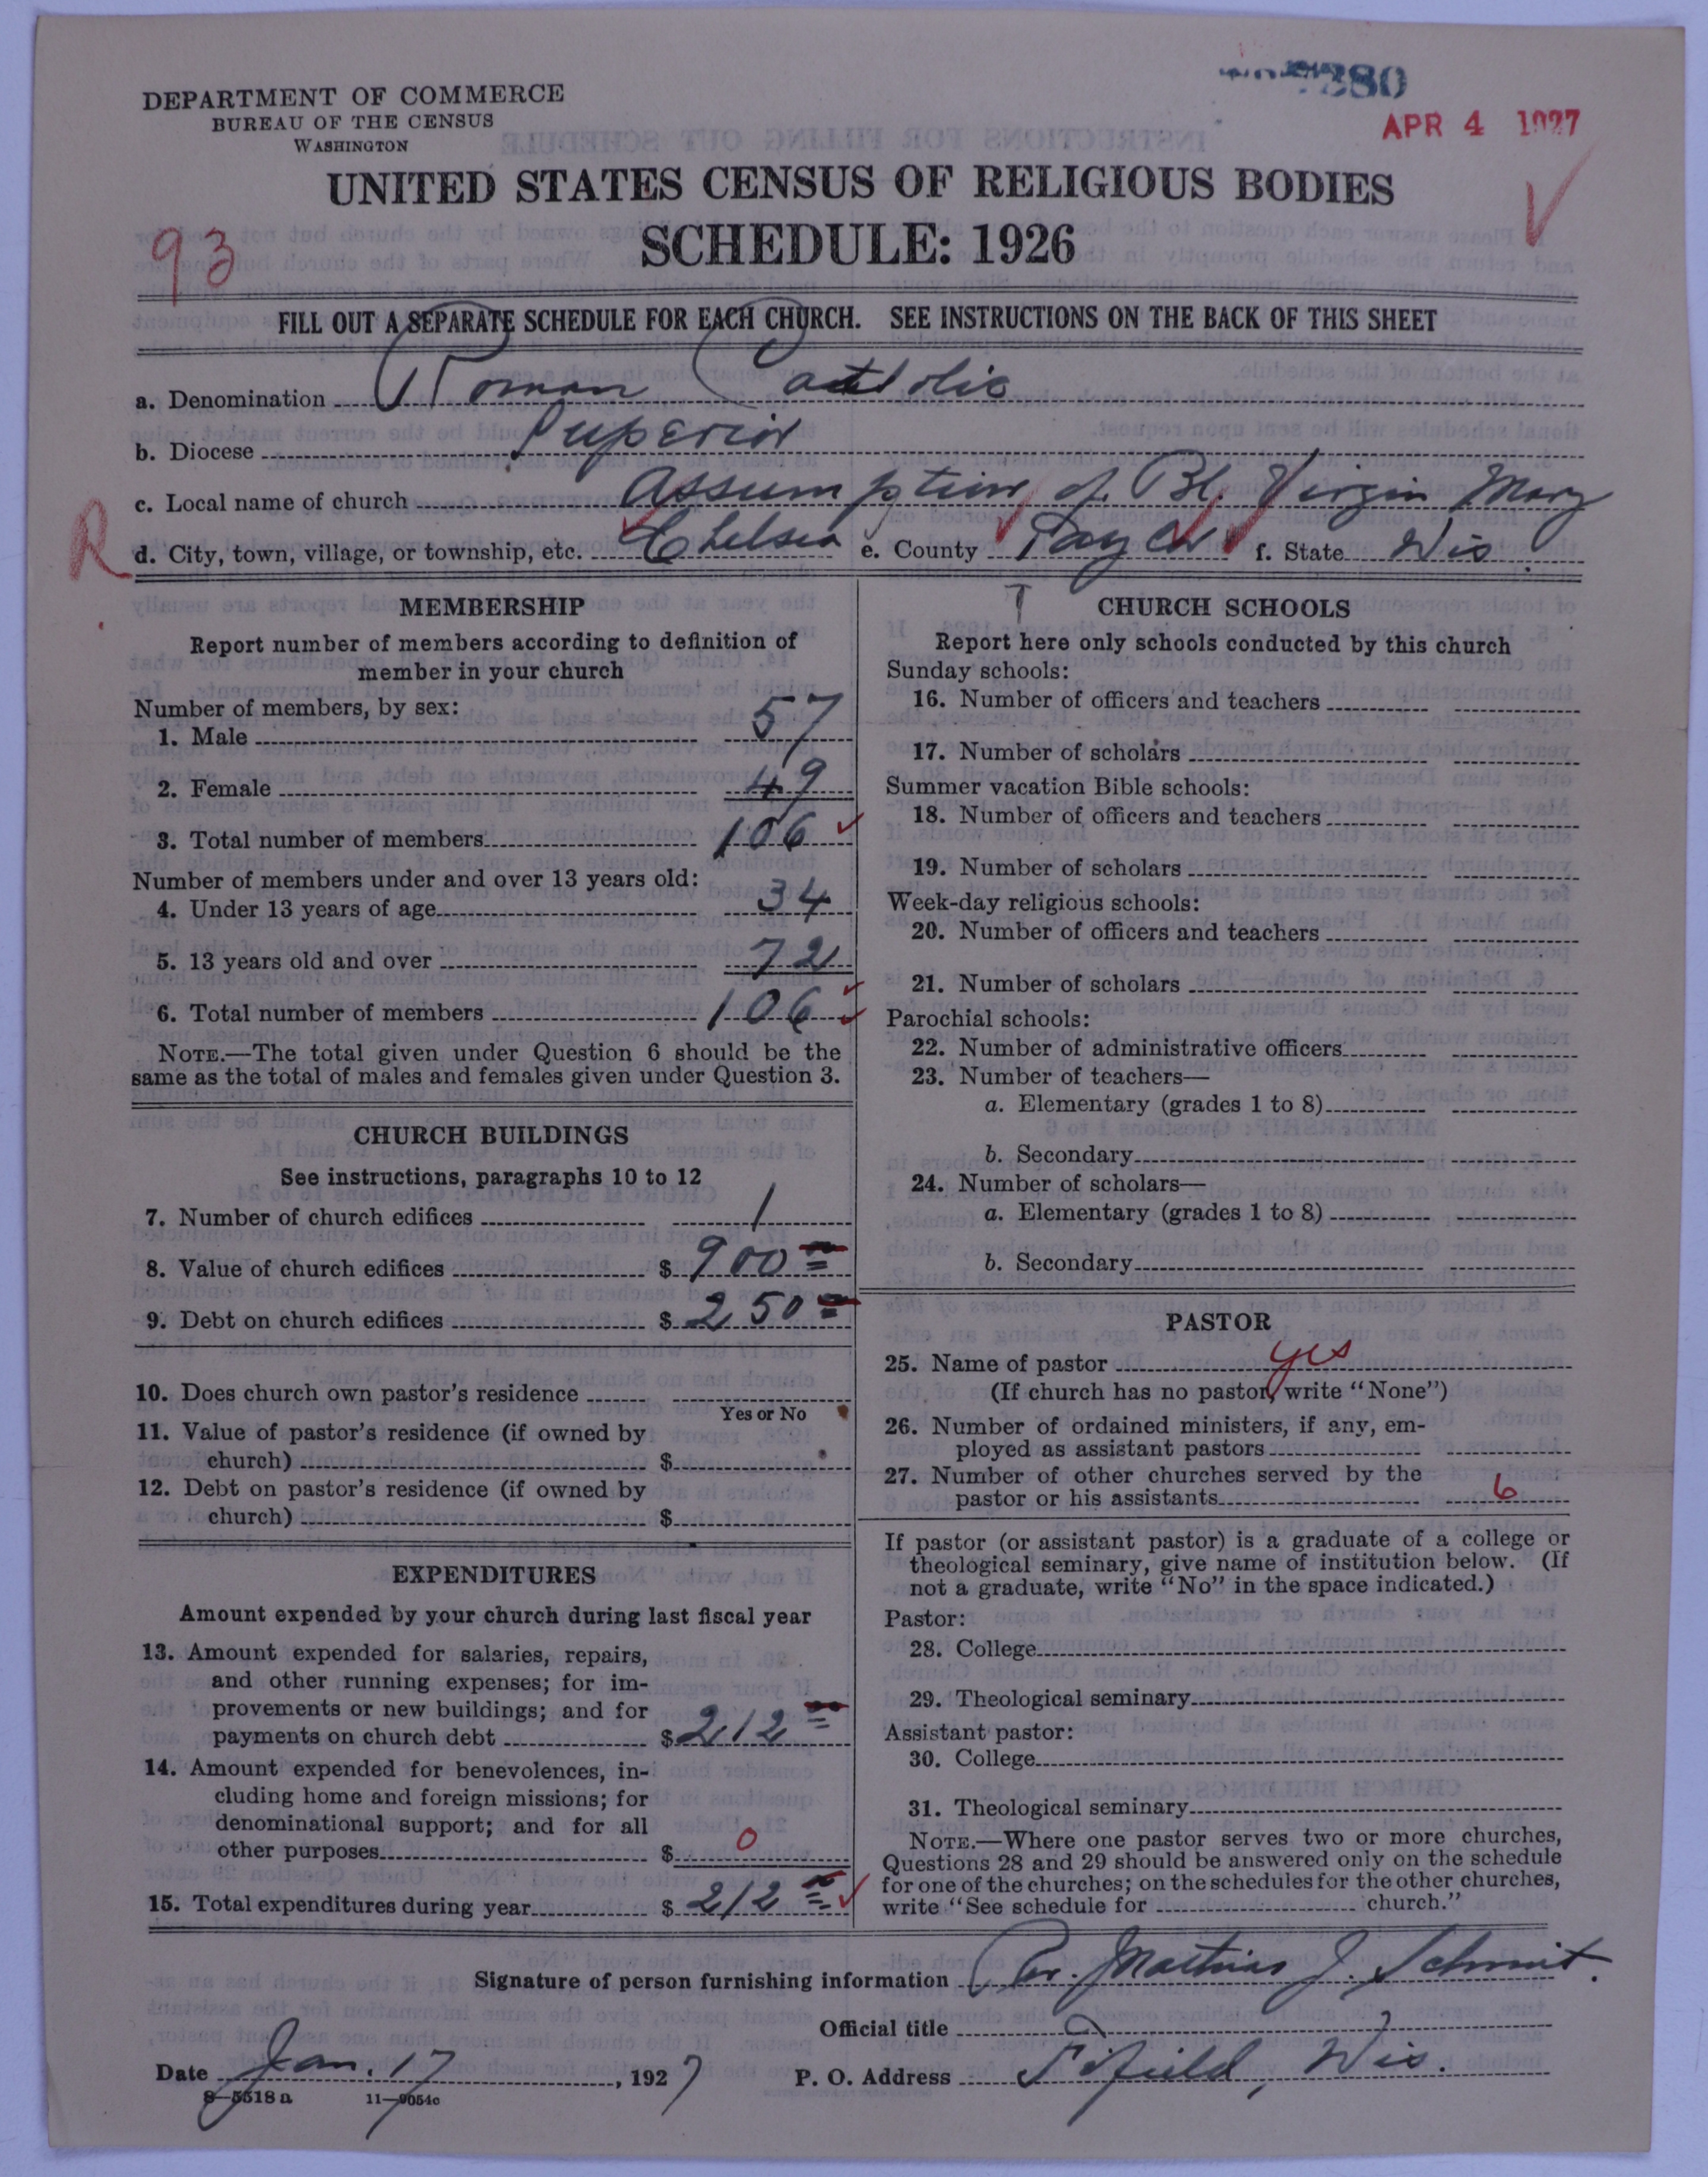 380
DEPARTMENT OF COMMERCE
BUREAU OF THE CENSUS
WASHINGTON
APR 4 1927
UNITED STATES CENSUS OF RELIGIOUS BODIES
SCHEDULE: 1926
93
FILL OUT A SEPARATE SCHEDULE FOR EACH CHURCH. SEE INSTRUCTIONS ON THE BACK OF THIS SHEET
a. Denomination Roman Catholic
b. Diocese Superior
c. Local name of church Assumption of Bl. Virgin Mary
R
d. City, town, village, or township, etc. Chelsea e. County Taylor f. State Wis.
MEMBERSHIP
Report number of members according to definition of
member in your church
Number of members, by sex:
1. Male 57
2. Female 49
3. Total number of members 106
Number of members under and over 13 years old:
4. Under 13 years of age 34
5. 13 years old and over 72
6. Total number of members 106
NOTE.—The total given under Question 6 should be the
same as the total of males and females given under Question 3.
CHURCH BUILDINGS
See instructions, paragraphs 10 to 12
7. Number of church edifices 1
8. Value of church edifices $ 900
9. Debt on church edifices $ 250
10. Does church own pastor's residence
Yes or No
11. Value of pastor's residence (if owned by
church) $
12. Debt on pastor's residence (if owned by
church) $
EXPENDITURES
Amount expended by your church during last fiscal year
13. Amount expended for salaries, repairs,
and other running expenses; for im-
provements or new buildings; and for
payments on church debt $ 212
14. Amount expended for benevolences, in-
cluding home and foreign missions; for
denominational support; and for all
other purposes $ 0
15. Total expenditures during year $ 212
T
CHURCH SCHOOLS
Report here only schools conducted by this church
Sunday schools:
16. Number of officers and teachers
17. Number of scholars
Summer vacation Bible schools:
18. Number of officers and teachers
19. Number of scholars
Week-day religious schools:
20. Number of officers and teachers
21. Number of scholars
Parochial schools:
22. Number of administrative officers
23. Number of teachers—
a. Elementary (grades 1 to 8)
b. Secondary
24. Number of scholars—
a. Elementary (grades 1 to 8)
b. Secondary
PASTOR
25. Name of pastor yes
(If church has no pastor, write "None")
26. Number of ordained ministers, if any, em-
ployed as assistant pastors
27. Number of other churches served by the
pastor or his assistants 6
If pastor (or assistant pastor) is a graduate of a college or
theological seminary, give name of institution below. (If
not a graduate, write "No" in the space indicated.)
Pastor:
28. College
29. Theological seminary
Assistant pastor:
30. College
31. Theological seminary
NOTE.—Where one pastor serves two or more churches,
Questions 28 and 29 should be answered only on the schedule
for one of the churches; on the schedules for the other churches,
write "See schedule for church."
Signature of person furnishing information Rev. Mathias J. Schmit.
Official title
Date Jan. 17, 1927 P. O. Address Fifield, Wis.
8—5518 a 11—9054c